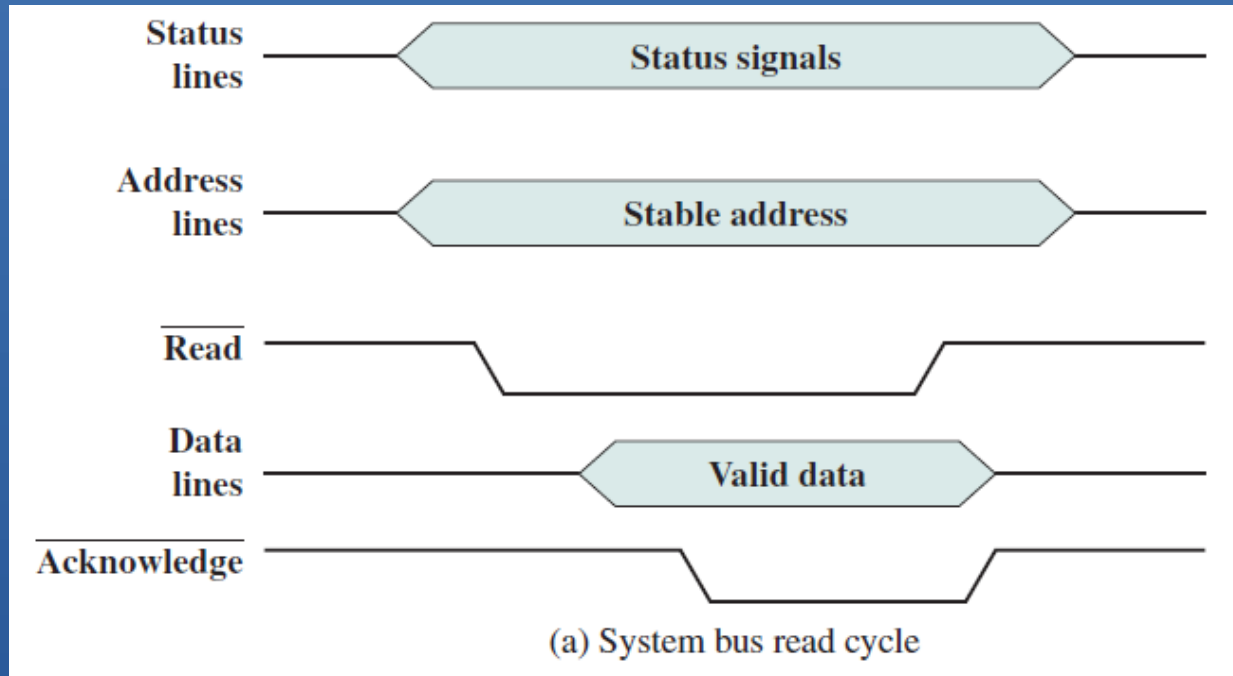 Status
lines
Status signals
Address
lines
Stable address
Read
Data
lines
Valid data
Acknowledge
(a) System bus read cycle